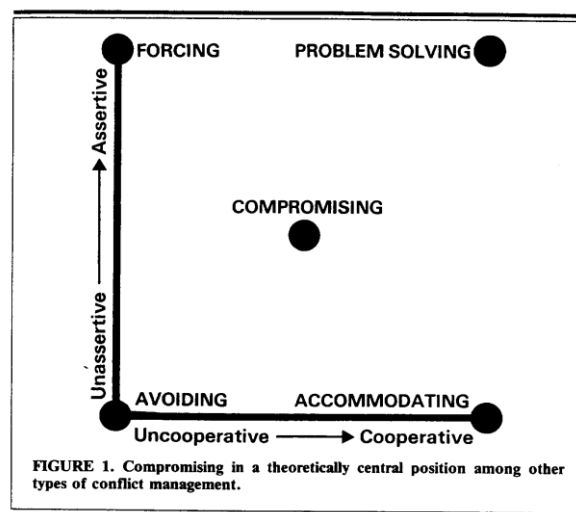 FORCING PROBLEM SOLVING
Unassertive → Assertive
COMPROMISING
AVOIDING ACCOMMODATING
Uncooperative → Cooperative
FIGURE 1. Compromising in a theoretically central position among other
types of conflict management.